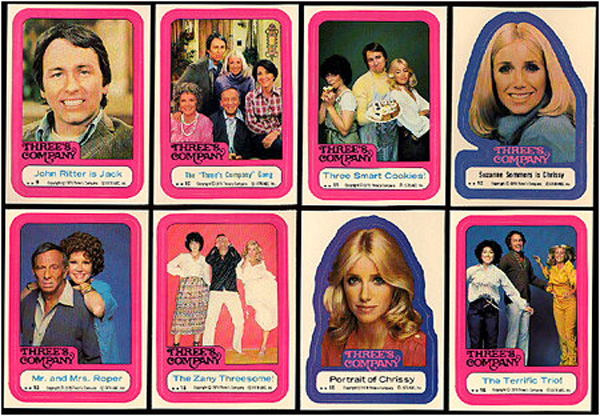 THREE'S
COMPANY
John Ritter is Jack
THREE'S
COMPANY
The "Three's Company" Gang
THREE'S
COMPANY
Three Smart Cookies!
THREE'S
COMPANY
Suzanne Sommers is Chrissy
THREE'S
COMPANY
Mr. and Mrs. Roper
THREE'S
COMPANY
The Zany Threesome!
THREE'S
COMPANY
Portrait of Chrissy
THREE'S
COMPANY
The Terrific Trio!